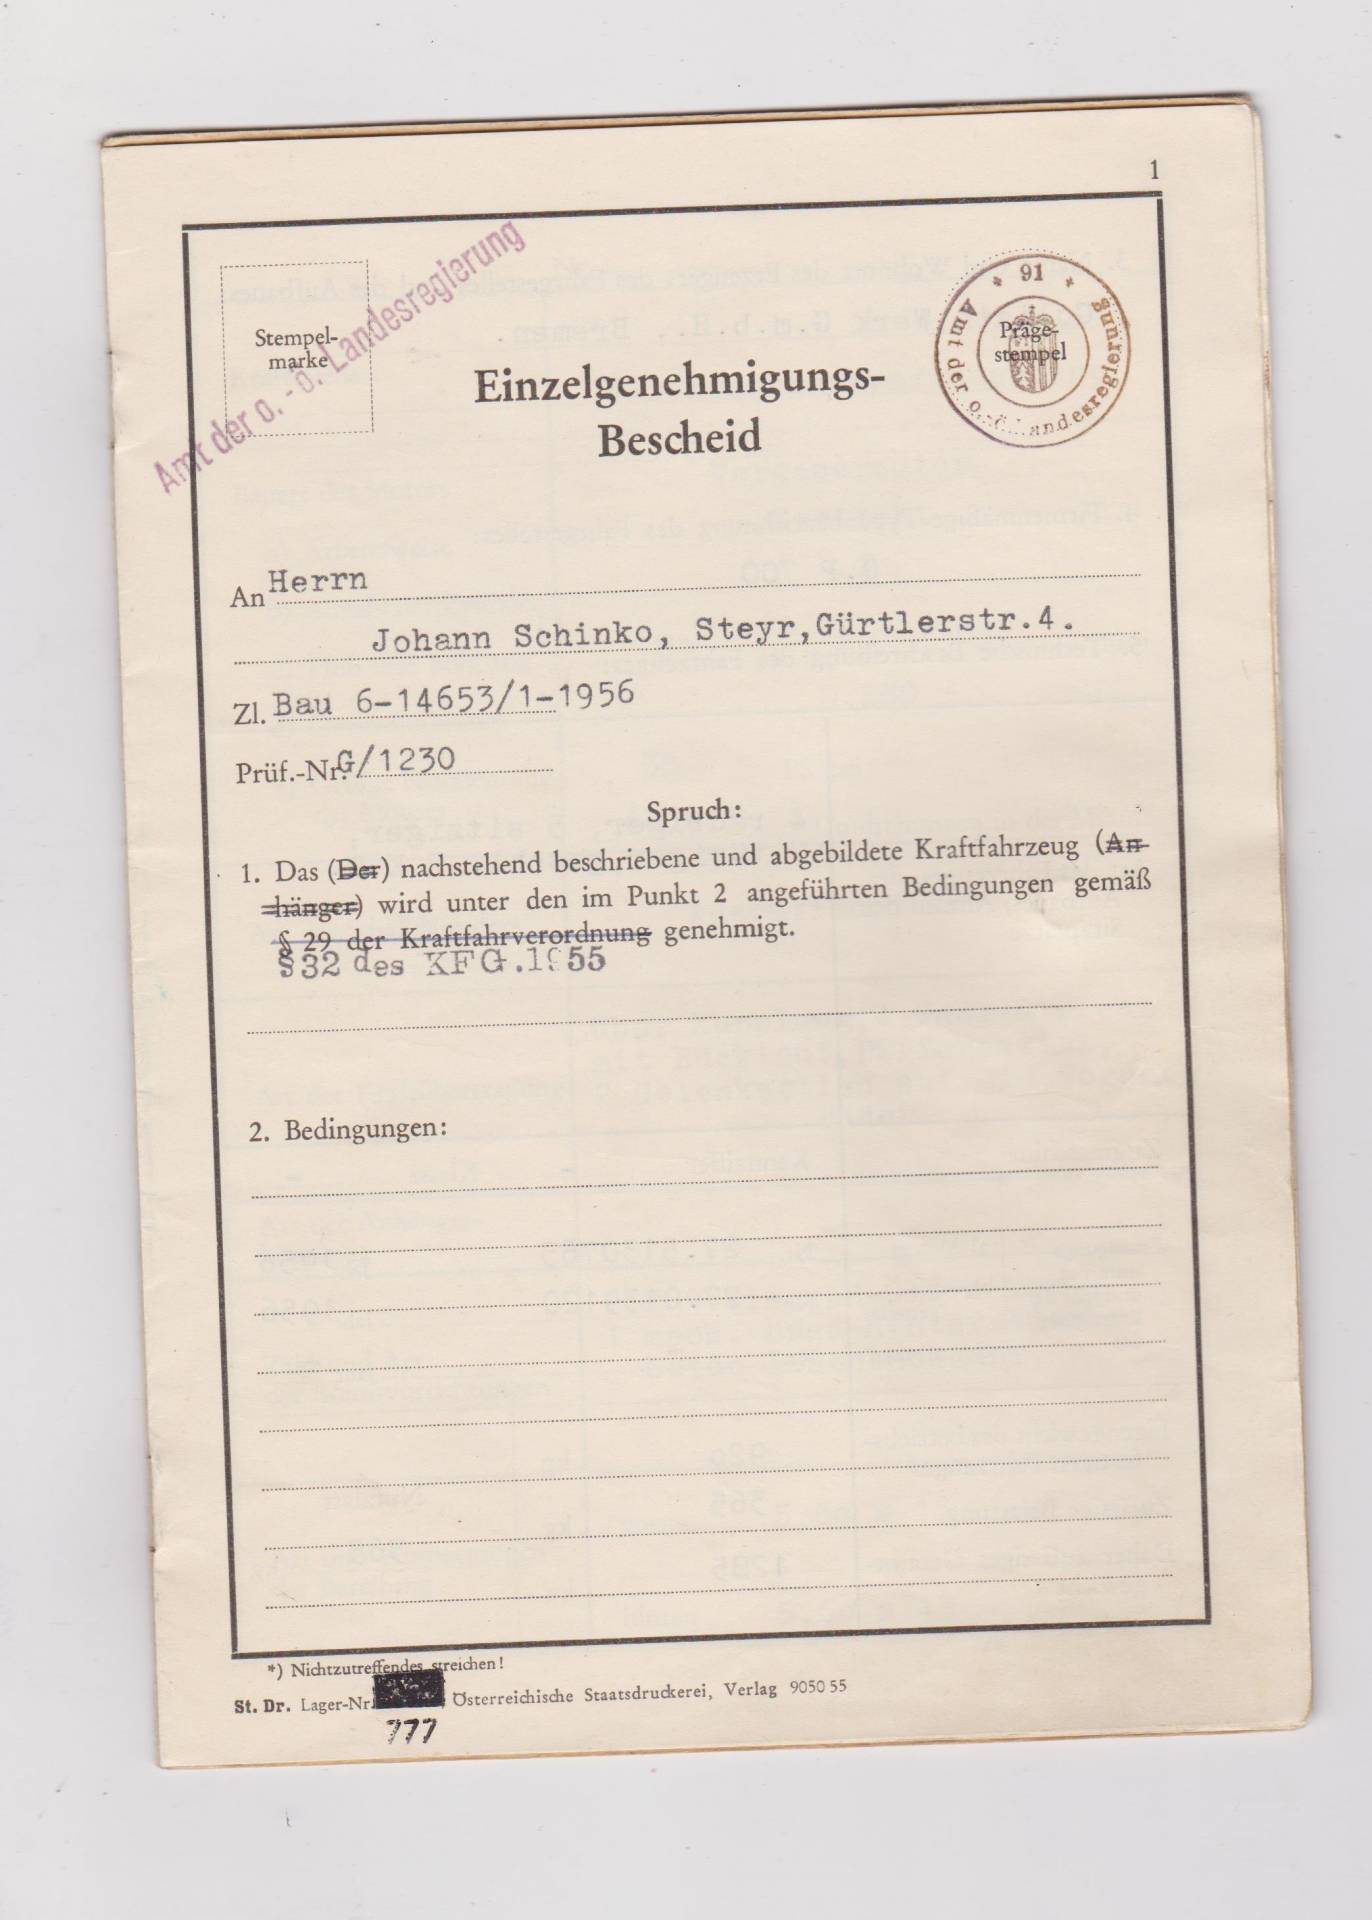 1
Amt der o.-ö. Landesregierung
Stempel-
marke
* 91 *
Amt der o.-ö. Landesregierung
Präge-
stempel
Einzelgenehmigungs-
Bescheid
An Herrn
Johann Schinko, Steyr, Gürtlerstr.4.
Zl. Bau 6-14653/1-1956
Prüf.-Nr. G/1230
Spruch:
1. Das (Der) nachstehend beschriebene und abgebildete Kraftfahrzeug (An-
hänger) wird unter den im Punkt 2 angeführten Bedingungen gemäß
§ 29 der Kraftfahrverordnung genehmigt.
§ 32 des KFG.1955
2. Bedingungen:
*) Nichtzutreffendes streichen!
St. Dr. Lager-Nr. Österreichische Staatsdruckerei, Verlag 9050 55
777